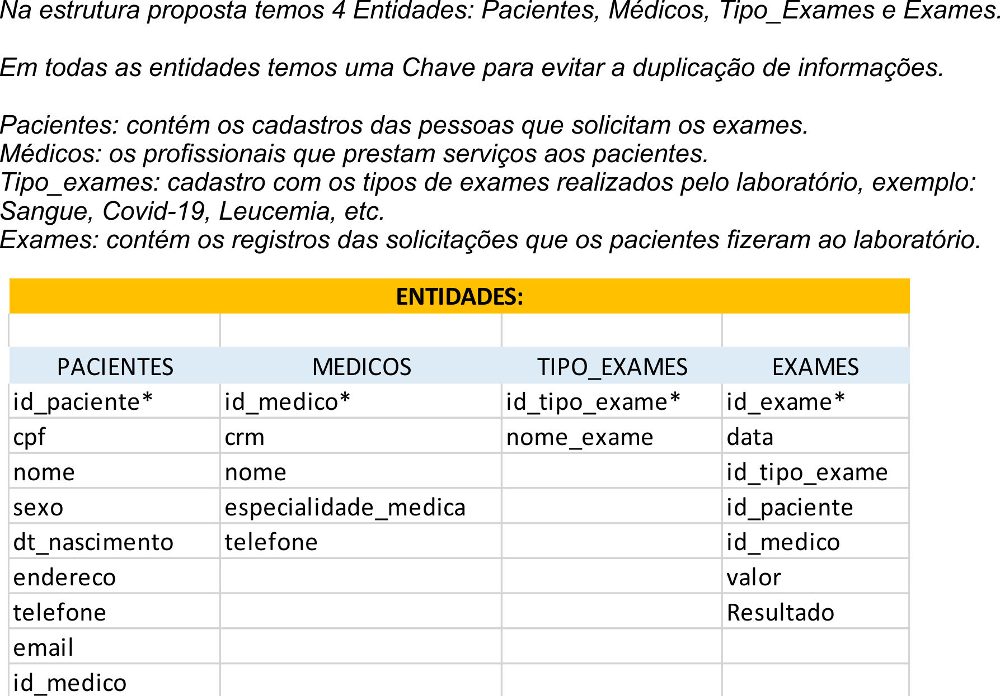 Na estrutura proposta temos 4 Entidades: Pacientes, Médicos, Tipo_Exames e Exames.
Em todas as entidades temos uma Chave para evitar a duplicação de informações.
Pacientes: contém os cadastros das pessoas que solicitam os exames.
Médicos: os profissionais que prestam serviços aos pacientes.
Tipo_exames: cadastro com os tipos de exames realizados pelo laboratório, exemplo:
Sangue, Covid-19, Leucemia, etc.
Exames: contém os registros das solicitações que os pacientes fizeram ao laboratório.
ENTIDADES:
PACIENTES MEDICOS TIPO_EXAMES EXAMES
id_paciente* id_medico* id_tipo_exame* id_exame*
cpf crm nome_exame data
nome nome id_tipo_exame
sexo especialidade_medica id_paciente
dt_nascimento telefone id_medico
endereco valor
telefone Resultado
email
id_medico